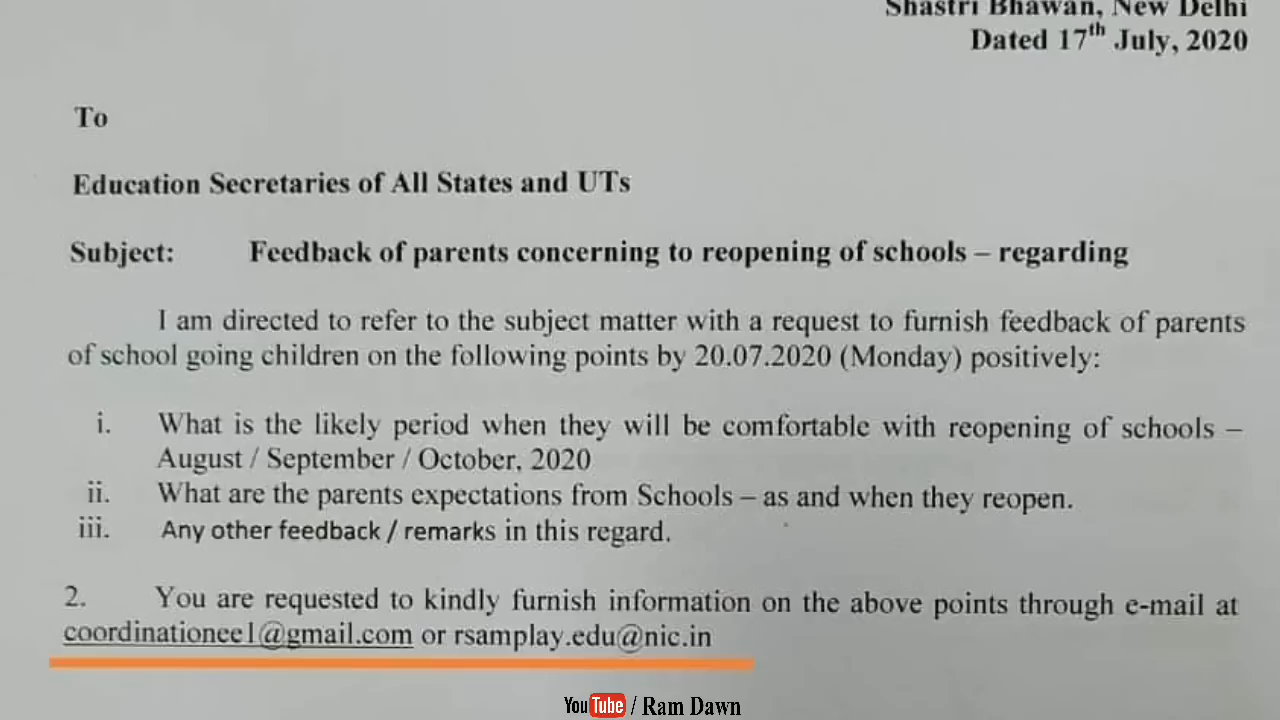 Shastri Bhawan, New Delhi
Dated 17th July, 2020
To
Education Secretaries of All States and UTs
Subject: Feedback of parents concerning to reopening of schools – regarding
I am directed to refer to the subject matter with a request to furnish feedback of parents
of school going children on the following points by 20.07.2020 (Monday) positively:
i. What is the likely period when they will be comfortable with reopening of schools –
August / September / October, 2020
ii. What are the parents expectations from Schools – as and when they reopen.
iii. Any other feedback / remarks in this regard.
2. You are requested to kindly furnish information on the above points through e-mail at
coordinationee1@gmail.com or rsamplay.edu@nic.in
YouTube / Ram Dawn